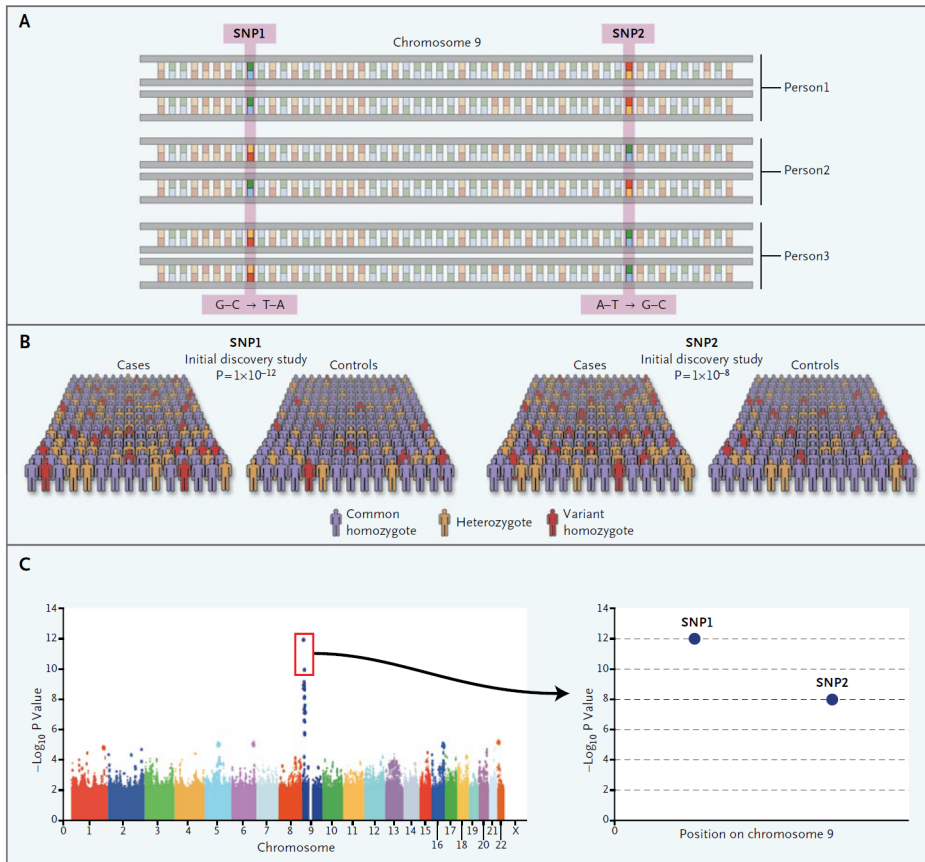 A
SNP1
SNP2
Chromosome 9
Person1
Person2
Person3
G–C → T–A
A–T → G–C
B
SNP1
Initial discovery study
P=1×10⁻¹²
Cases
Controls
SNP2
Initial discovery study
P=1×10⁻⁸
Cases
Controls
Common
homozygote
Heterozygote
Variant
homozygote
C
−Log₁₀ P Value
14
12
10
8
6
4
2
0
0 1 2 3 4 5 6 7 8 9 10 11 12 13 14 15 17 19 21 X
16 18 20 22
Chromosome
−Log₁₀ P Value
14
12
10
8
6
4
2
0
SNP1
SNP2
0
Position on chromosome 9